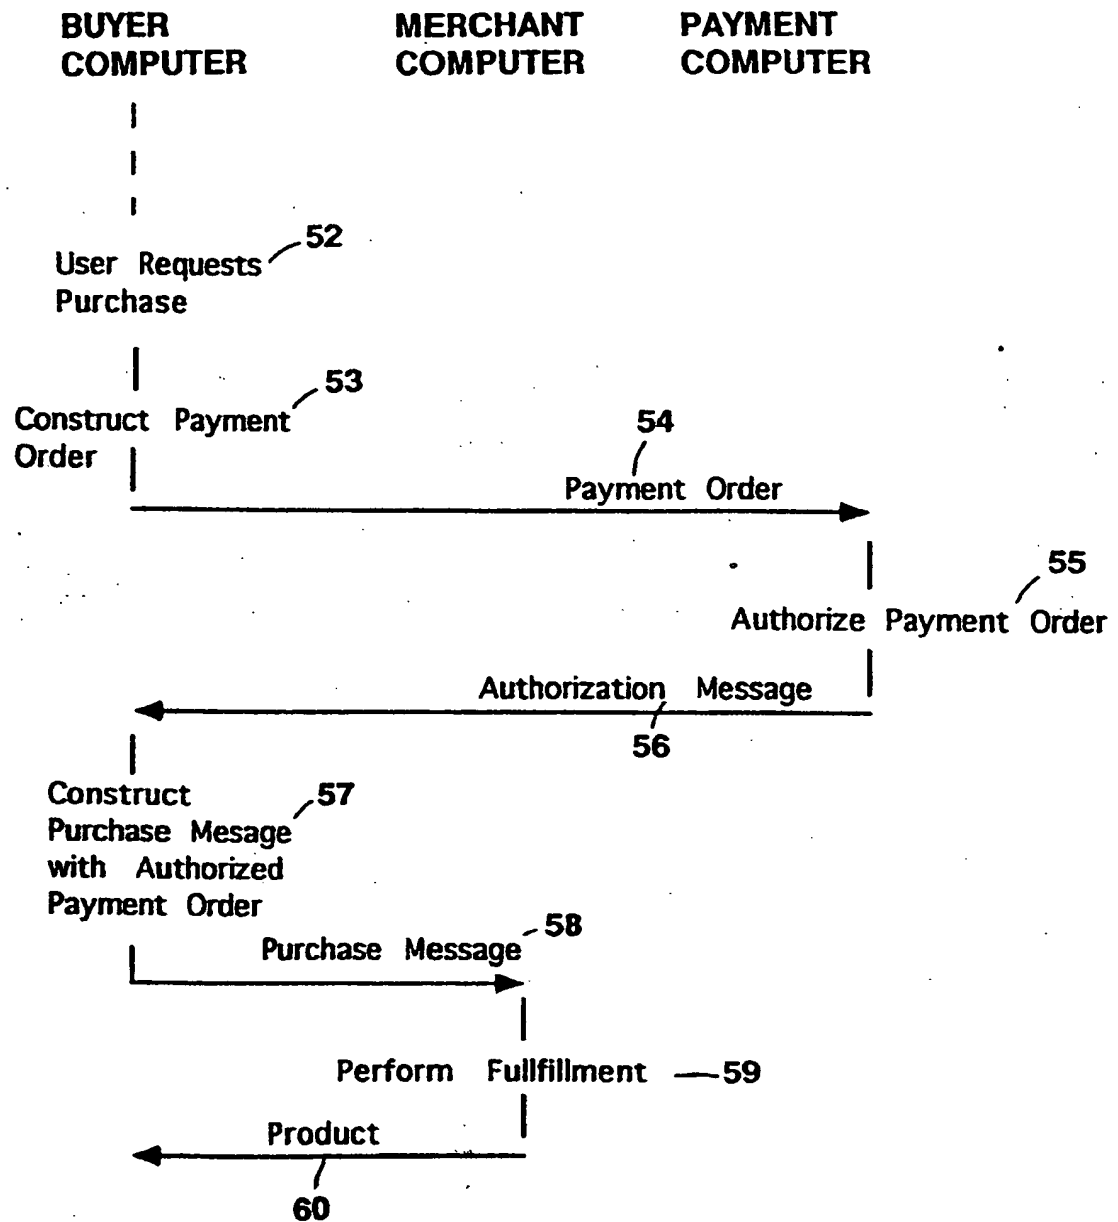 BUYER COMPUTER
MERCHANT COMPUTER
PAYMENT COMPUTER
52
User Requests
Purchase
53
Construct Payment
Order
54
Payment Order
55
Authorize Payment Order
Authorization Message
56
Construct
57
Purchase Mesage
with Authorized
Payment Order
58
Purchase Message
Perform Fullfillment
59
Product
60